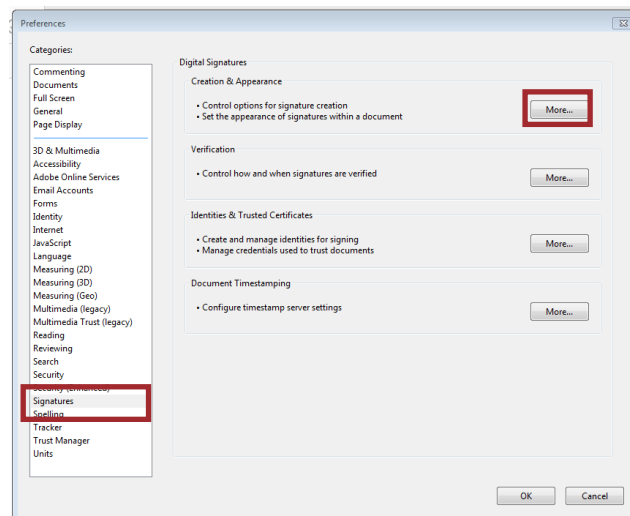 Preferences
Categories:
Commenting
Documents
Full Screen
General
Page Display
3D & Multimedia
Accessibility
Adobe Online Services
Email Accounts
Forms
Identity
Internet
JavaScript
Language
Measuring (2D)
Measuring (3D)
Measuring (Geo)
Multimedia (legacy)
Multimedia Trust (legacy)
Reading
Reviewing
Search
Security
Security (Enhanced)
Signatures
Spelling
Tracker
Trust Manager
Units
Digital Signatures
Creation & Appearance
• Control options for signature creation
• Set the appearance of signatures within a document
More...
Verification
• Control how and when signatures are verified
More...
Identities & Trusted Certificates
• Create and manage identities for signing
• Manage credentials used to trust documents
More...
Document Timestamping
• Configure timestamp server settings
More...
OK
Cancel